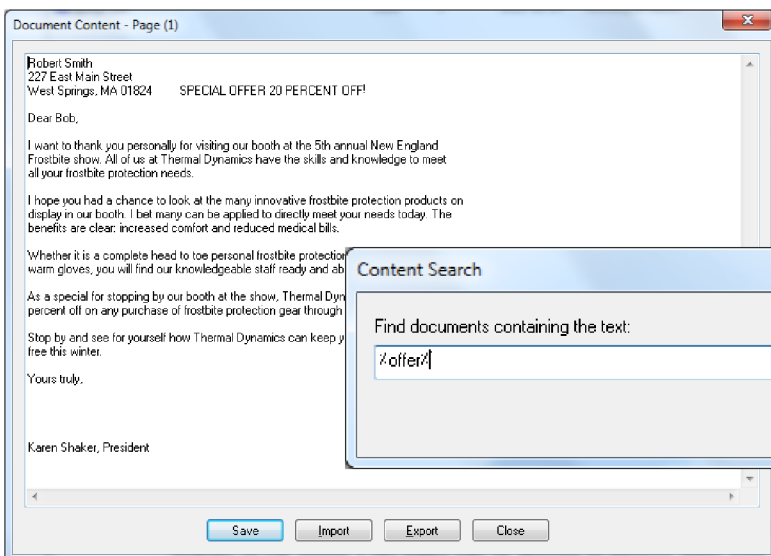 Document Content - Page (1)
Robert Smith
227 East Main Street
West Springs, MA 01824 SPECIAL OFFER 20 PERCENT OFF!
Dear Bob,
I want to thank you personally for visiting our booth at the 5th annual New England
Frostbite show. All of us at Thermal Dynamics have the skills and knowledge to meet
all your frostbite protection needs.
I hope you had a chance to look at the many innovative frostbite protection products on
display in our booth. I bet many can be applied to directly meet your needs today. The
benefits are clear: increased comfort and reduced medical bills.
Whether it is a complete head to toe personal frostbite protection
warm gloves, you will find our knowledgeable staff ready and ab
As a special for stopping by our booth at the show, Thermal Dyn
percent off on any purchase of frostbite protection gear through
Stop by and see for yourself how Thermal Dynamics can keep y
free this winter.
Yours truly,
Karen Shaker, President
Content Search
Find documents containing the text:
%offer%
Save Import Export Close